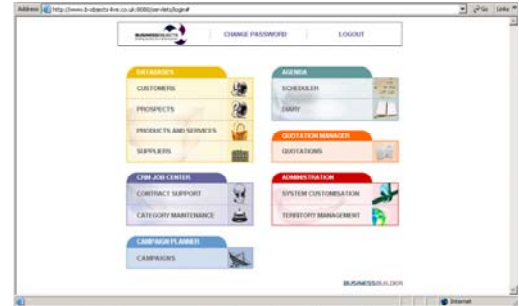 Address http://www.b-objects-live.co.uk:8080/servlets/login#
Go Links
BUSINESSOBJECTS CHANGE PASSWORD LOGOUT
DATABASES
CUSTOMERS
PROSPECTS
PRODUCTS AND SERVICES
SUPPLIERS
AGENDA
SCHEDULER
DIARY
QUOTATION MANAGER
QUOTATIONS
CRM JOB CENTER
CONTRACT SUPPORT
CATEGORY MAINTENANCE
ADMINISTRATION
SYSTEM CUSTOMISATION
TERRITORY MANAGEMENT
CAMPAIGN PLANNER
CAMPAIGNS
BUSINESSBUILDER
Internet